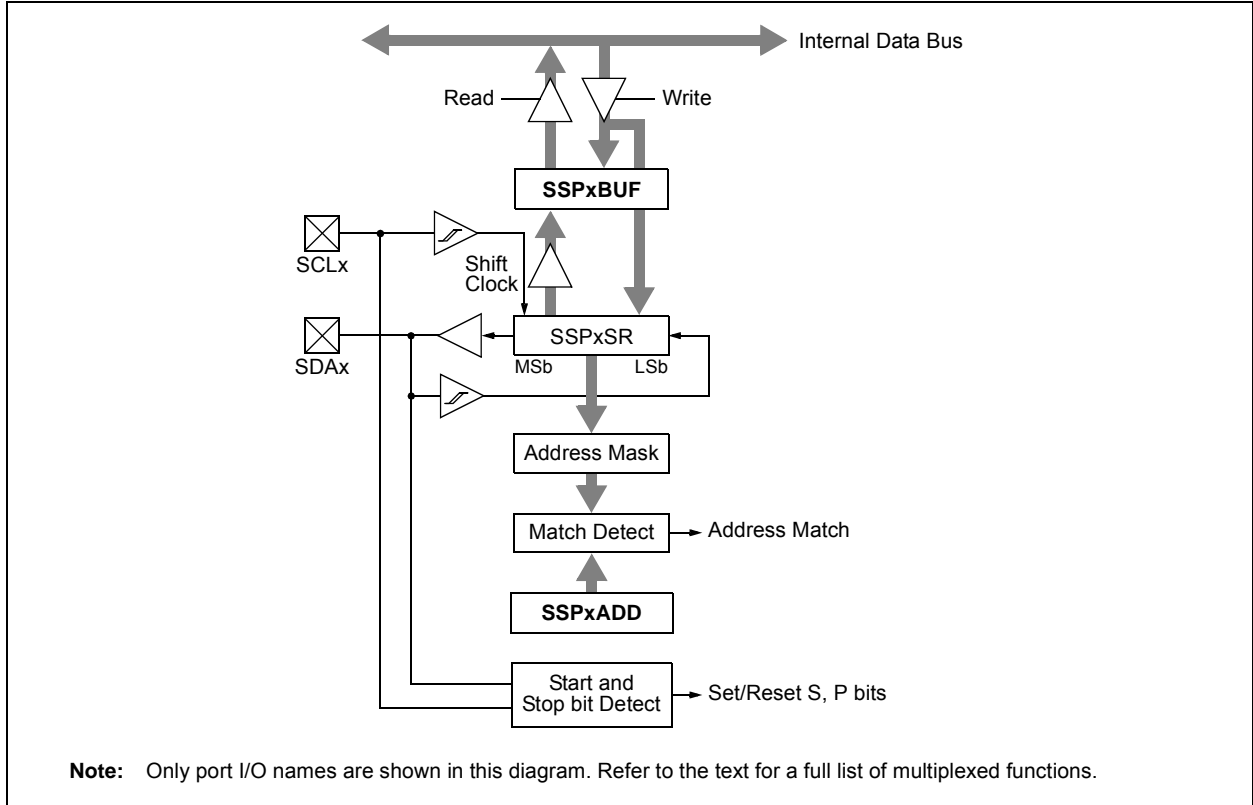 Internal Data Bus
Read
Write
SSPxBUF
SCLx
Shift
Clock
SDAx
SSPxSR
MSb
LSb
Address Mask
Match Detect
Address Match
SSPxADD
Start and
Stop bit Detect
Set/Reset S, P bits
Note: Only port I/O names are shown in this diagram. Refer to the text for a full list of multiplexed functions.